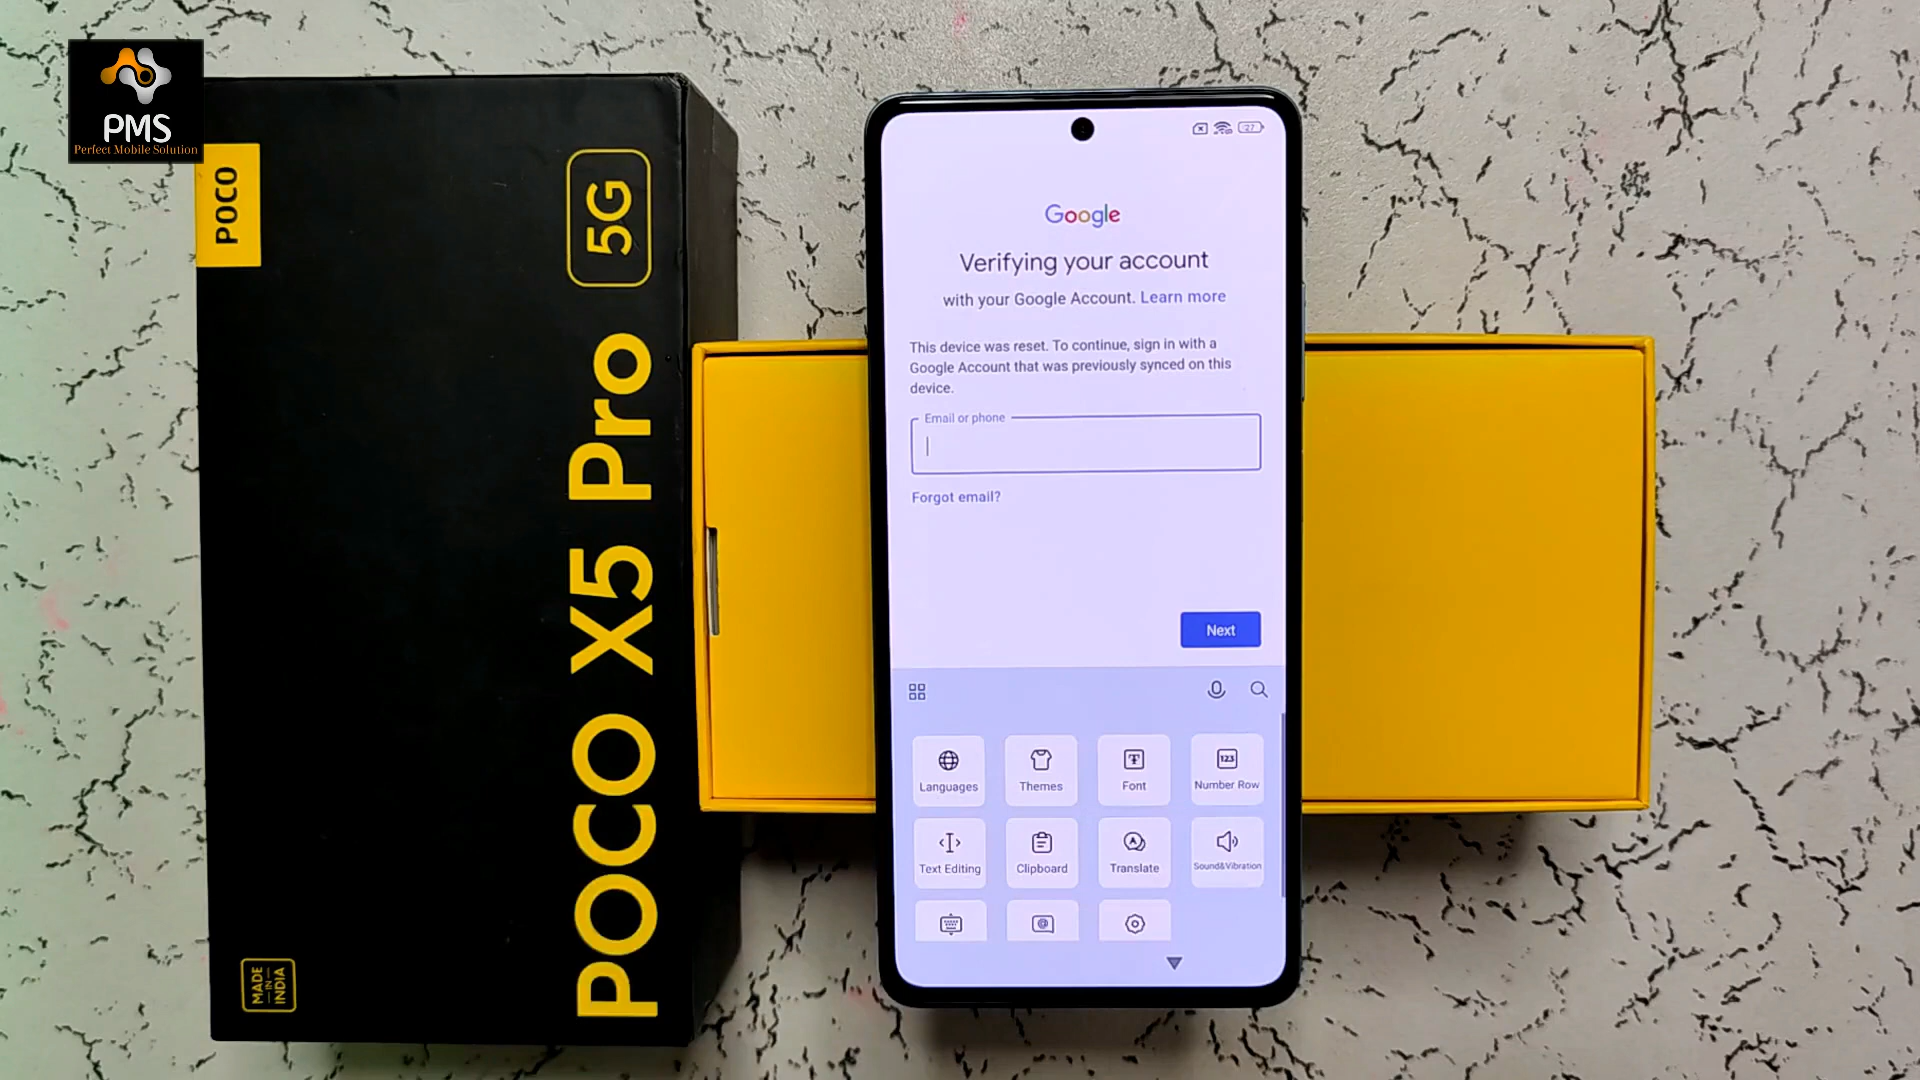 PMS
Perfect Mobile Solution
POCO
5G
POCO X5 Pro
MADE
IN
INDIA
27
Google
Verifying your account
with your Google Account. Learn more
This device was reset. To continue, sign in with a
Google Account that was previously synced on this
device.
Email or phone
Forgot email?
Next
Languages
Themes
Font
123
Number Row
Text Editing
Clipboard
Translate
Sound&Vibration